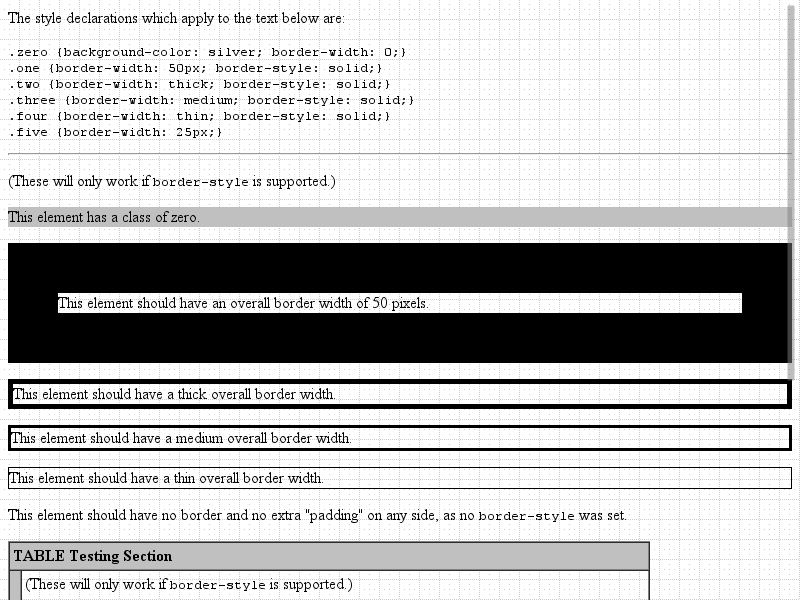 The style declarations which apply to the text below are:
.zero {background-color: silver; border-width: 0;}
.one {border-width: 50px; border-style: solid;}
.two {border-width: thick; border-style: solid;}
.three {border-width: medium; border-style: solid;}
.four {border-width: thin; border-style: solid;}
.five {border-width: 25px;}
(These will only work if border-style is supported.)
This element has a class of zero.
This element should have an overall border width of 50 pixels.
This element should have a thick overall border width.
This element should have a medium overall border width.
This element should have a thin overall border width.
This element should have no border and no extra "padding" on any side, as no border-style was set.
TABLE Testing Section
(These will only work if border-style is supported.)